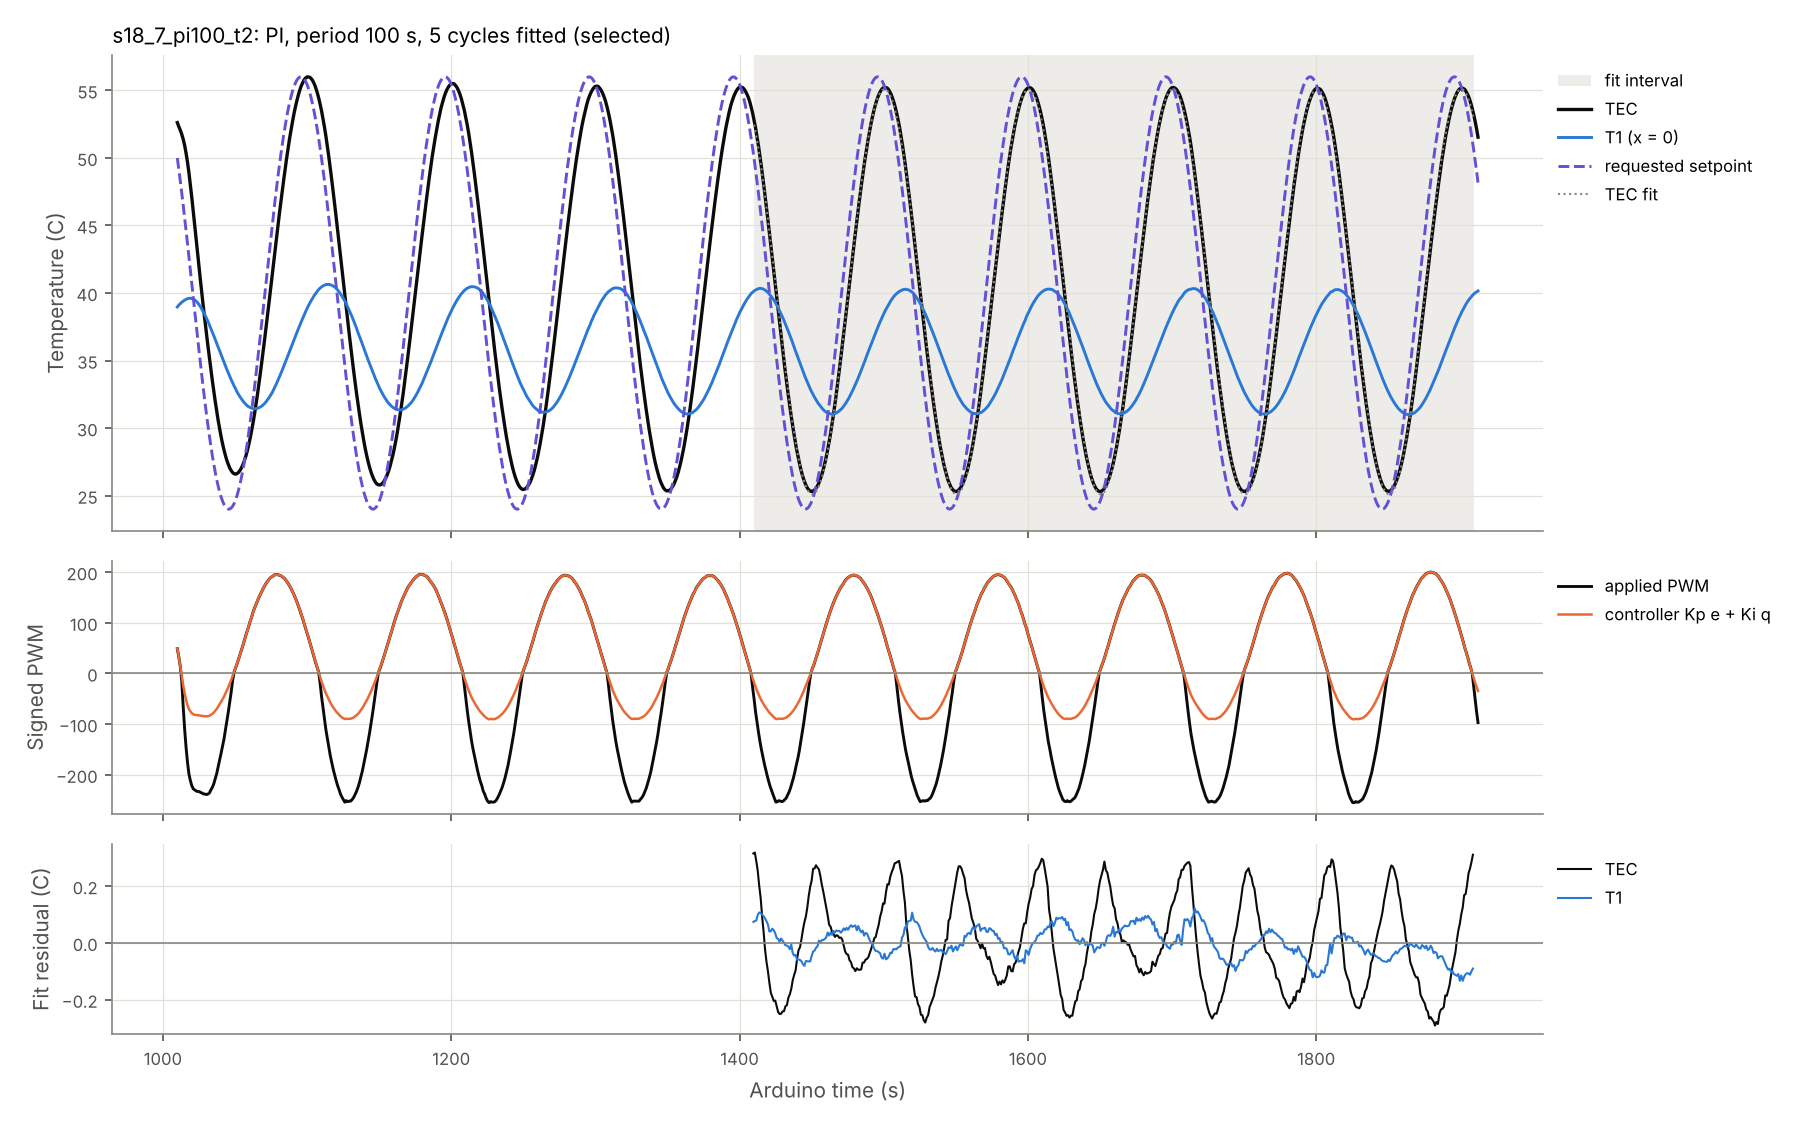 s18_7_pi100_t2: PI, period 100 s, 5 cycles fitted (selected)
Temperature (C)
55
50
45
40
35
30
25
fit interval
TEC
T1 (x = 0)
requested setpoint
TEC fit
Signed PWM
200
100
0
−100
−200
applied PWM
controller Kp e + Ki q
Fit residual (C)
0.2
0.0
−0.2
TEC
T1
1000
1200
1400
1600
1800
Arduino time (s)